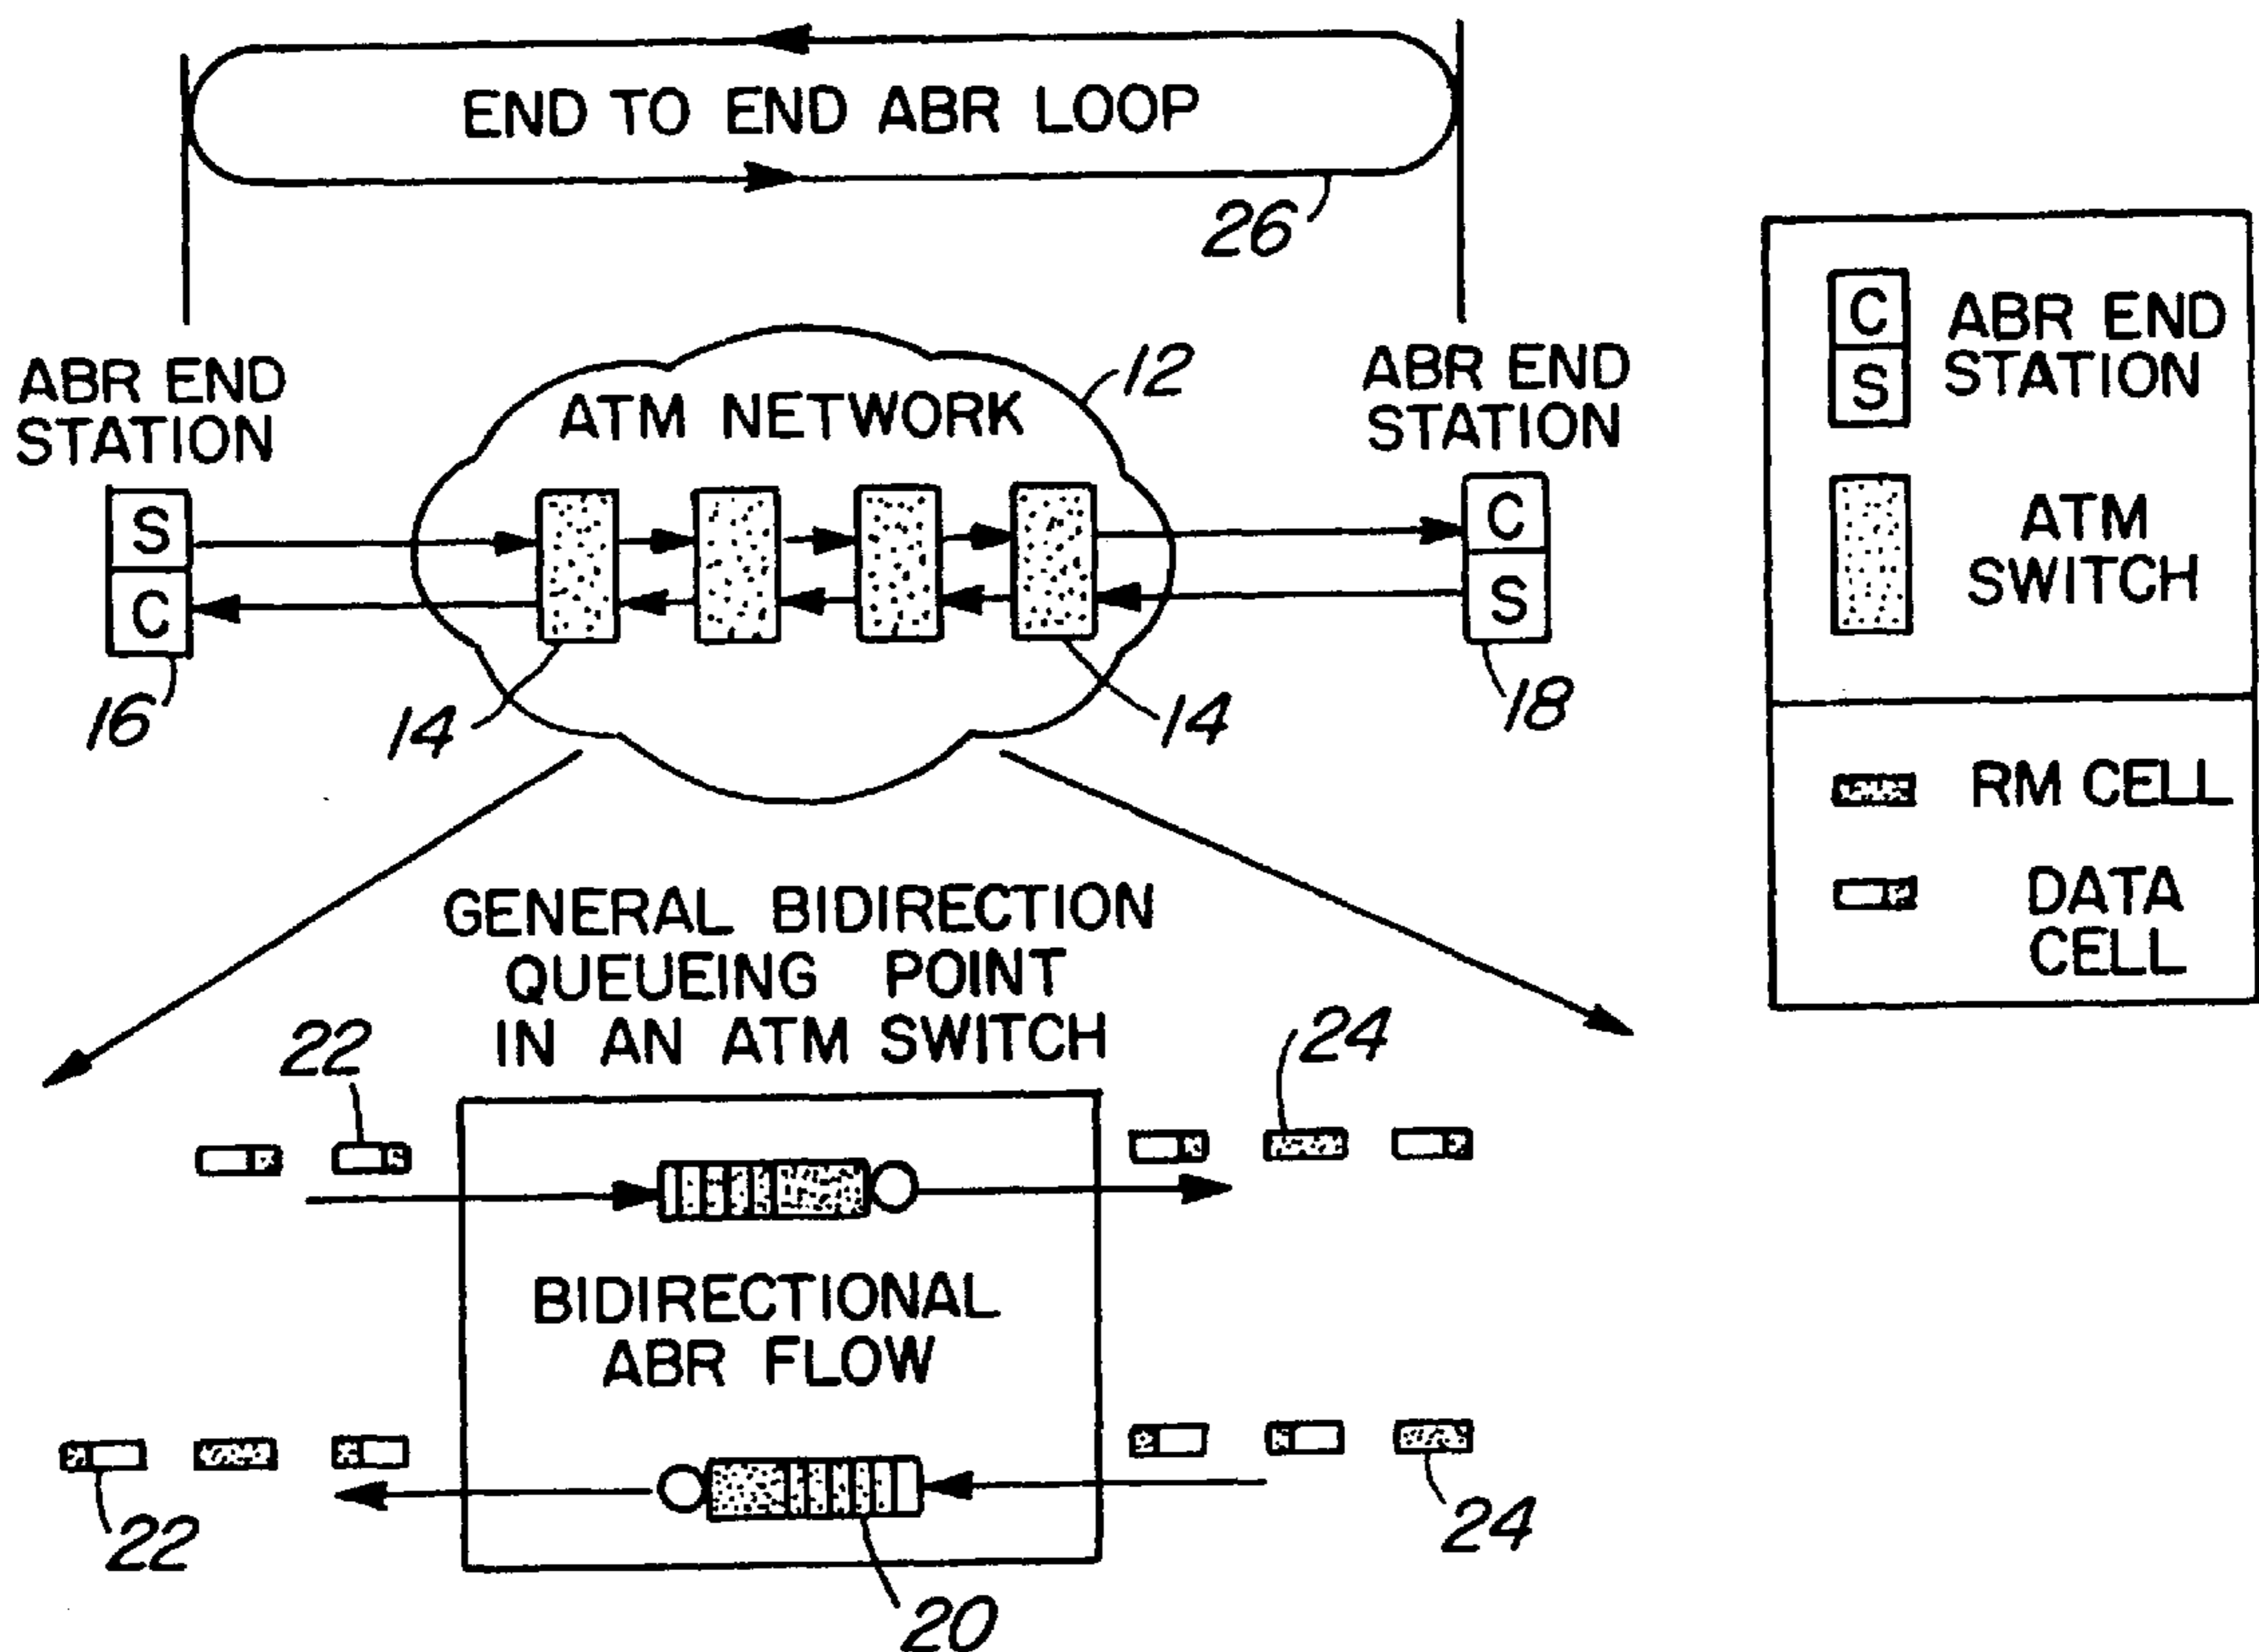 END TO END ABR LOOP
26
ABR END
STATION
ATM NETWORK
12
ABR END
STATION
S
C
16
14
14
C
S
18
C
S
ABR END
STATION
ATM
SWITCH
RM CELL
DATA
CELL
GENERAL BIDIRECTION
QUEUEING POINT
IN AN ATM SWITCH
22
24
BIDIRECTIONAL
ABR FLOW
22
20
24